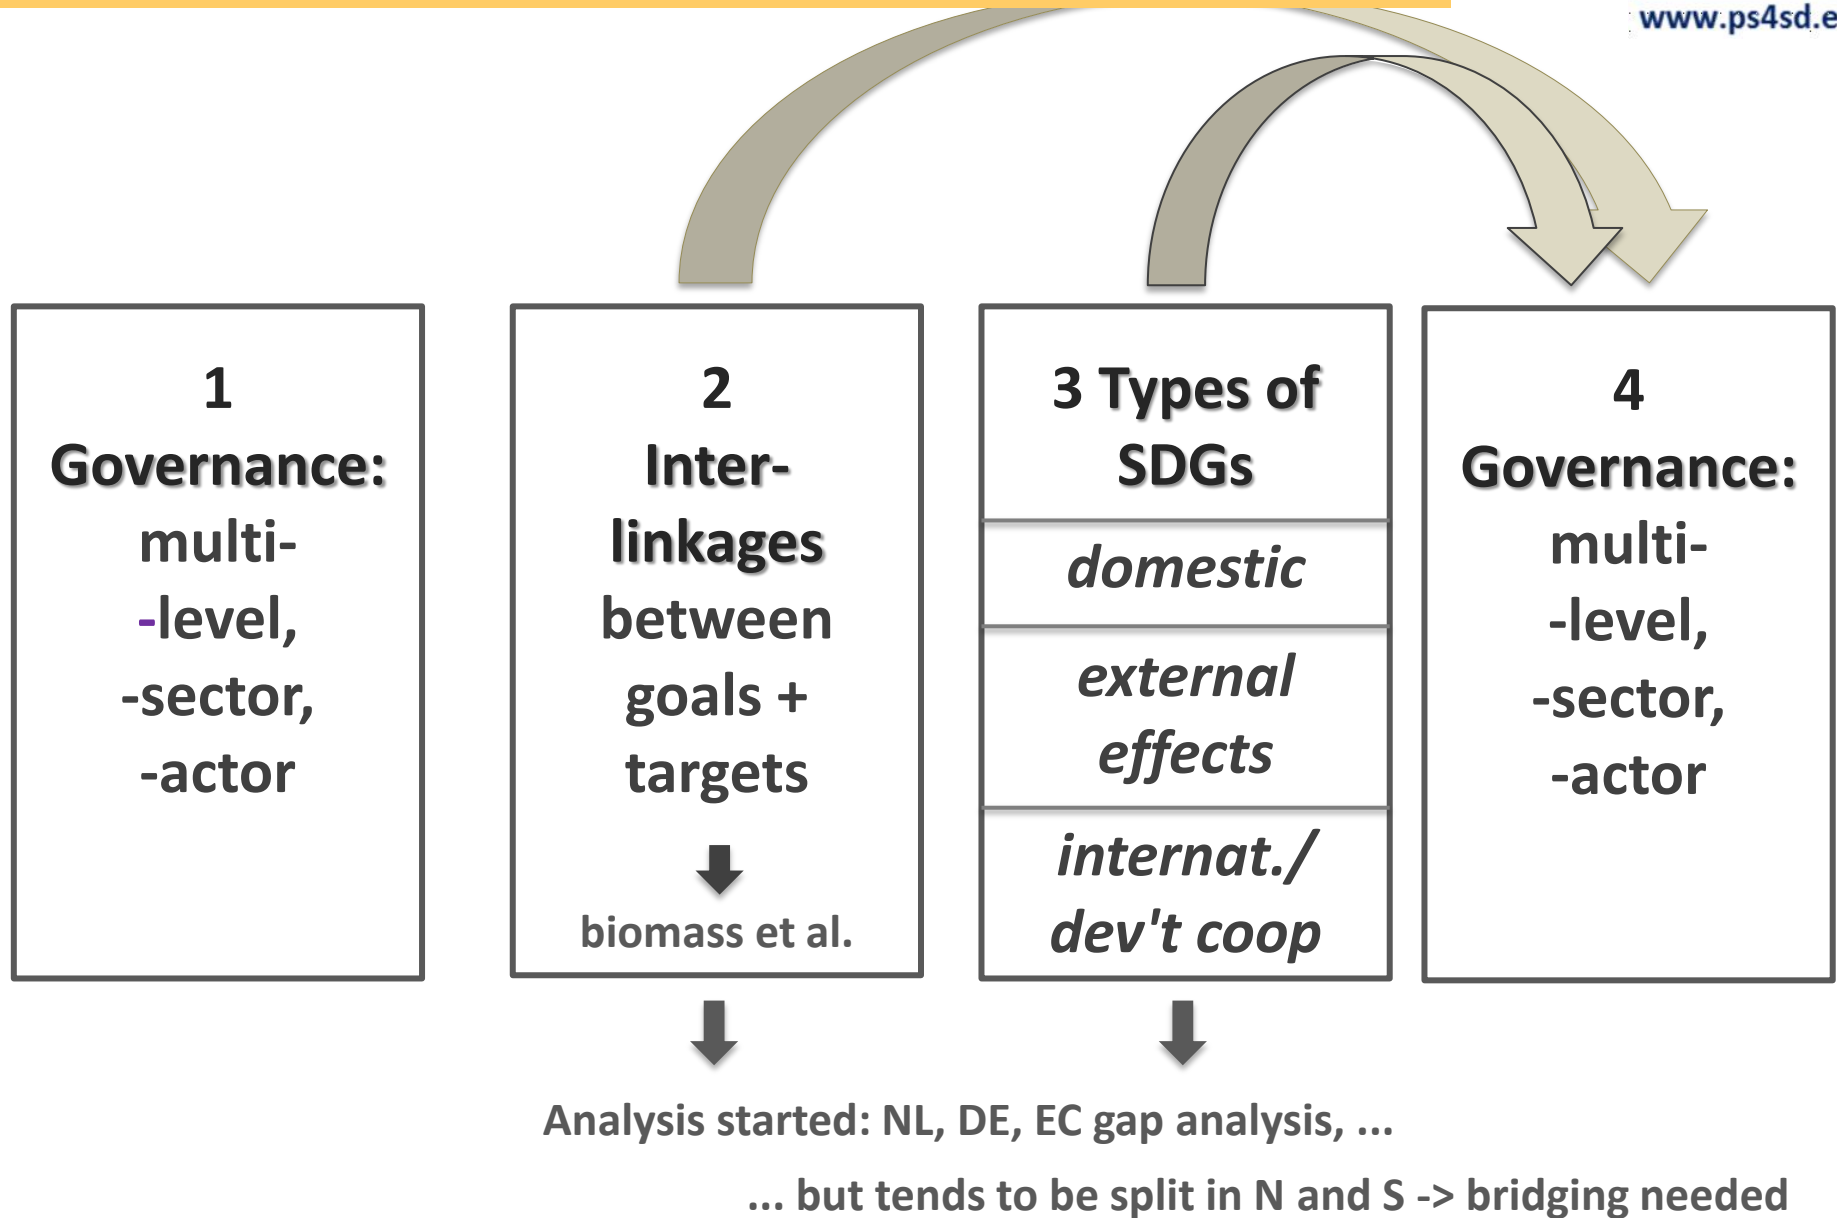 www.ps4sd.e
1
Governance:
multi-
-level,
-sector,
-actor
2
Inter-
linkages
between
goals +
targets
biomass et al.
3 Types of
SDGs
domestic
external
effects
internat./
dev't coop
4
Governance:
multi-
-level,
-sector,
-actor
Analysis started: NL, DE, EC gap analysis, ...
... but tends to be split in N and S -> bridging needed